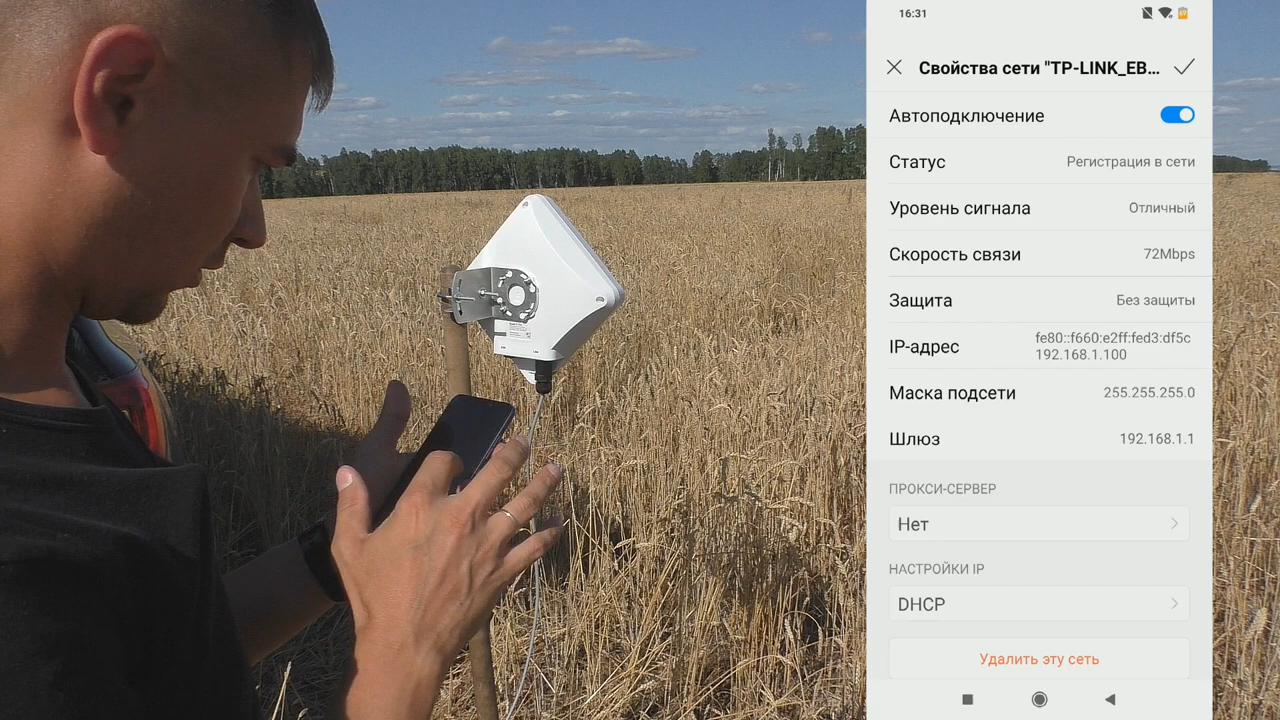 16:31
Свойства сети "TP-LINK_EB...
Автоподключение
Статус
Регистрация в сети
Уровень сигнала
Отличный
Скорость связи
72Mbps
Защита
Без защиты
IP-адрес
fe80::f660:e2ff:fed3:df5c
192.168.1.100
Маска подсети
255.255.255.0
Шлюз
192.168.1.1
ПРОКСИ-СЕРВЕР
Нет
НАСТРОЙКИ IP
DHCP
Удалить эту сеть